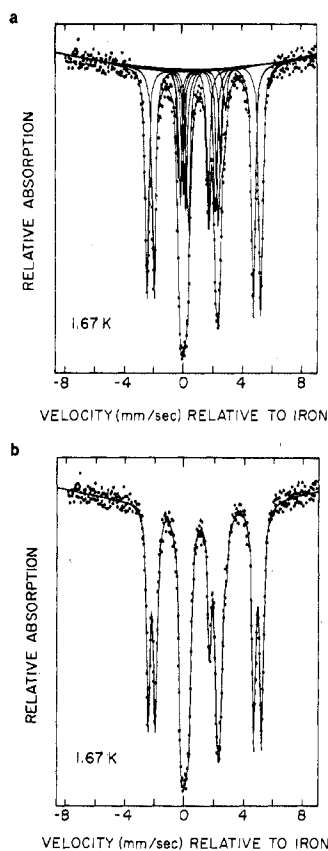 a
RELATIVE ABSORPTION
1.67 K
-8 -4 0 4 8
VELOCITY (mm/sec) RELATIVE TO IRON
b
RELATIVE ABSORPTION
1.67 K
-8 -4 0 4 8
VELOCITY (mm/sec) RELATIVE TO IRON